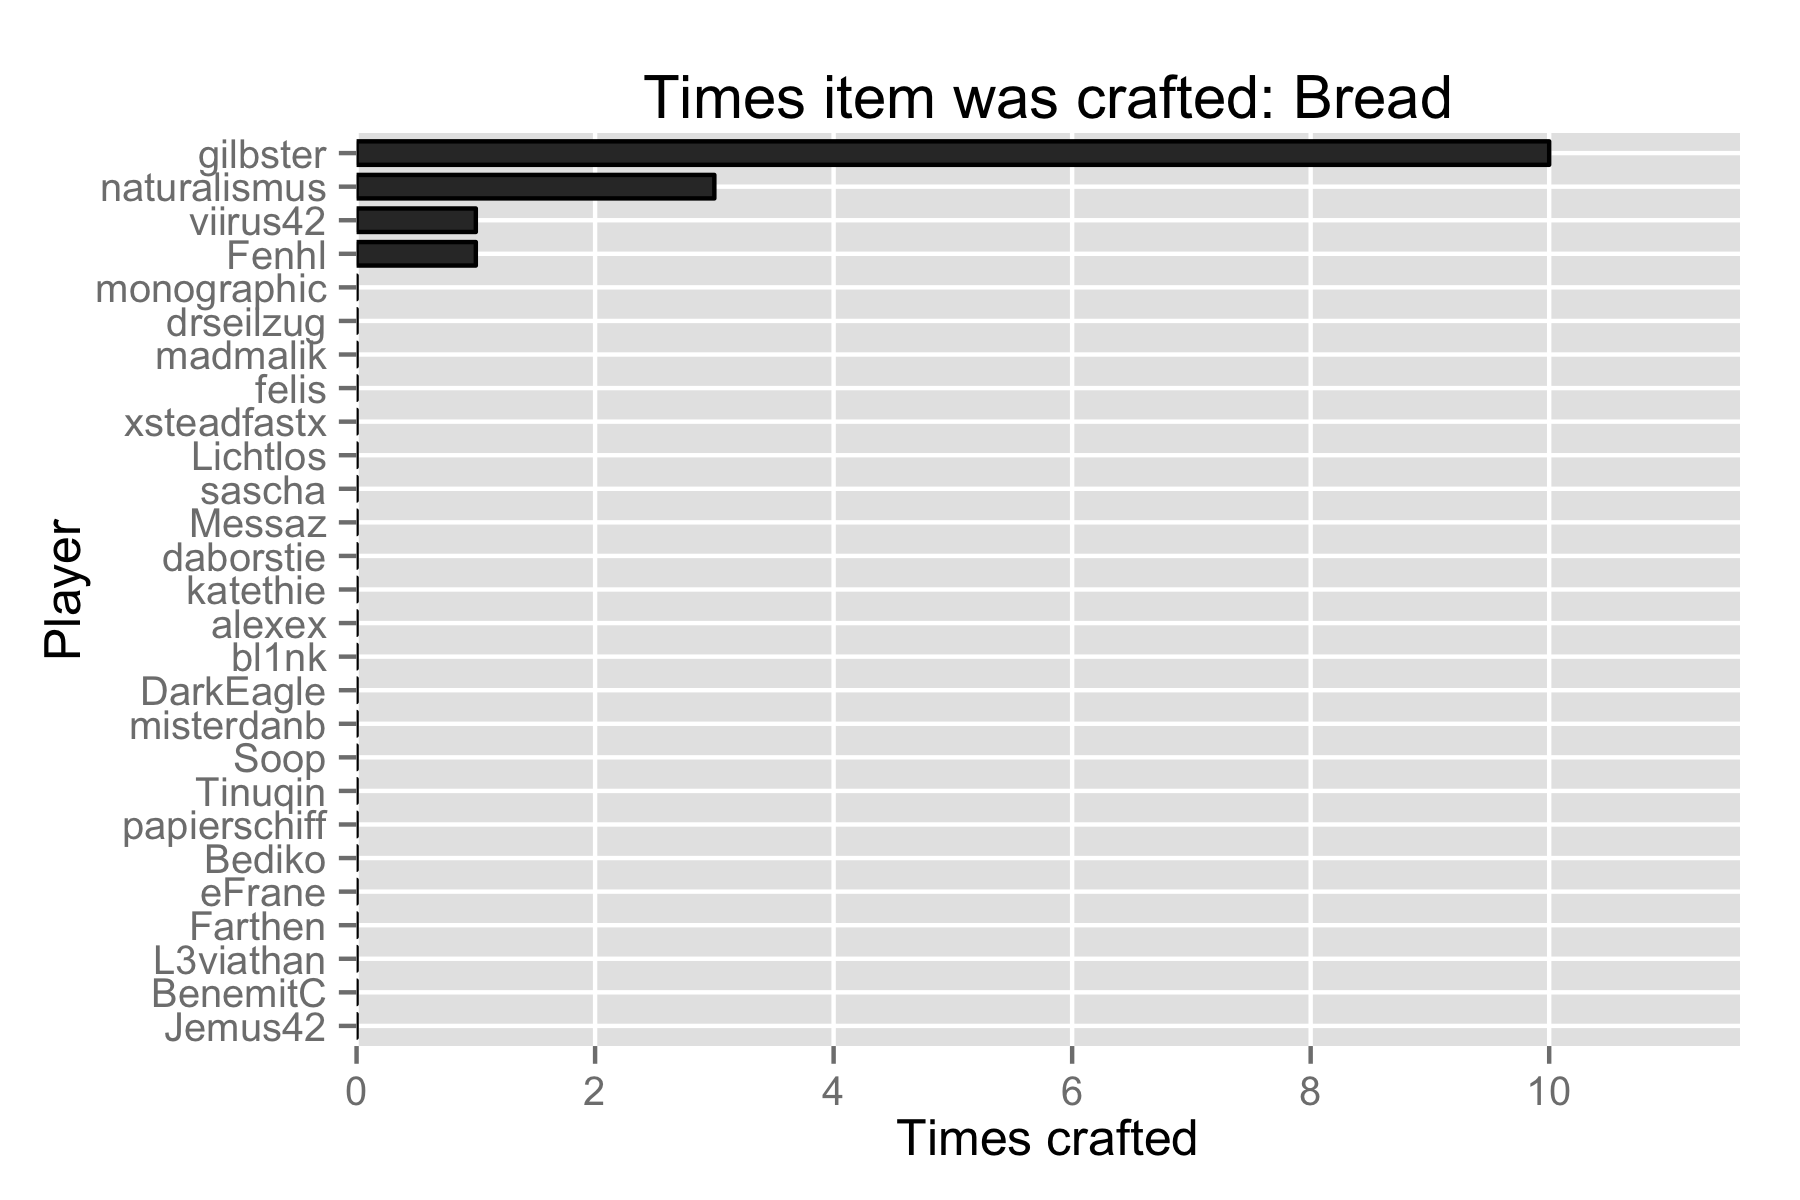 Times item was crafted: Bread
Player
gilbster
naturalismus
viirus42
Fenhl
monographic
drseilzug
madmalik
felis
xsteadfastx
Lichtlos
sascha
Messaz
daborstie
katethie
alexex
bl1nk
DarkEagle
misterdanb
Soop
Tinuqin
papierschiff
Bediko
eFrane
Farthen
L3viathan
BenemitC
Jemus42
0 2 4 6 8 10
Times crafted